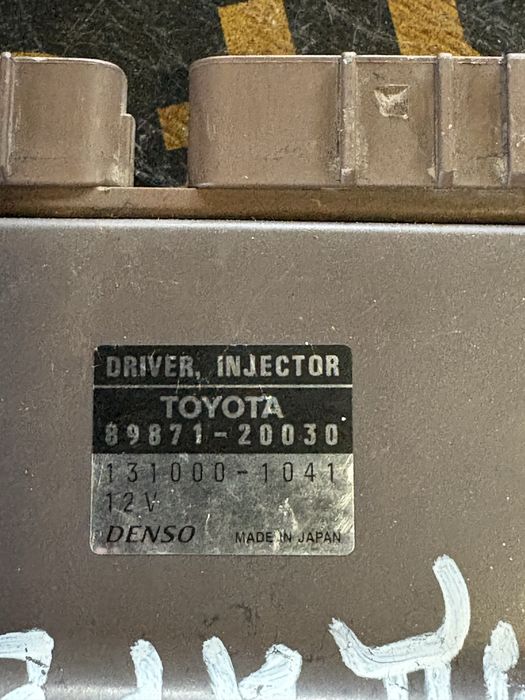 DRIVER, INJECTOR
TOYOTA
89871-20030
131000-1041
12V
DENSO MADE IN JAPAN